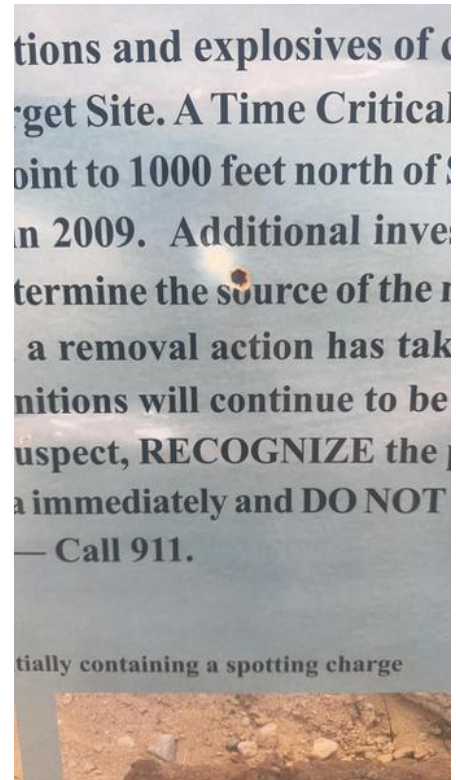 tions and explosives of c
rget Site. A Time Critical
oint to 1000 feet north of S
in 2009. Additional inves
termine the source of the m
a removal action has tak
nitions will continue to be
uspect, RECOGNIZE the p
a immediately and DO NOT
— Call 911.
tially containing a spotting charge